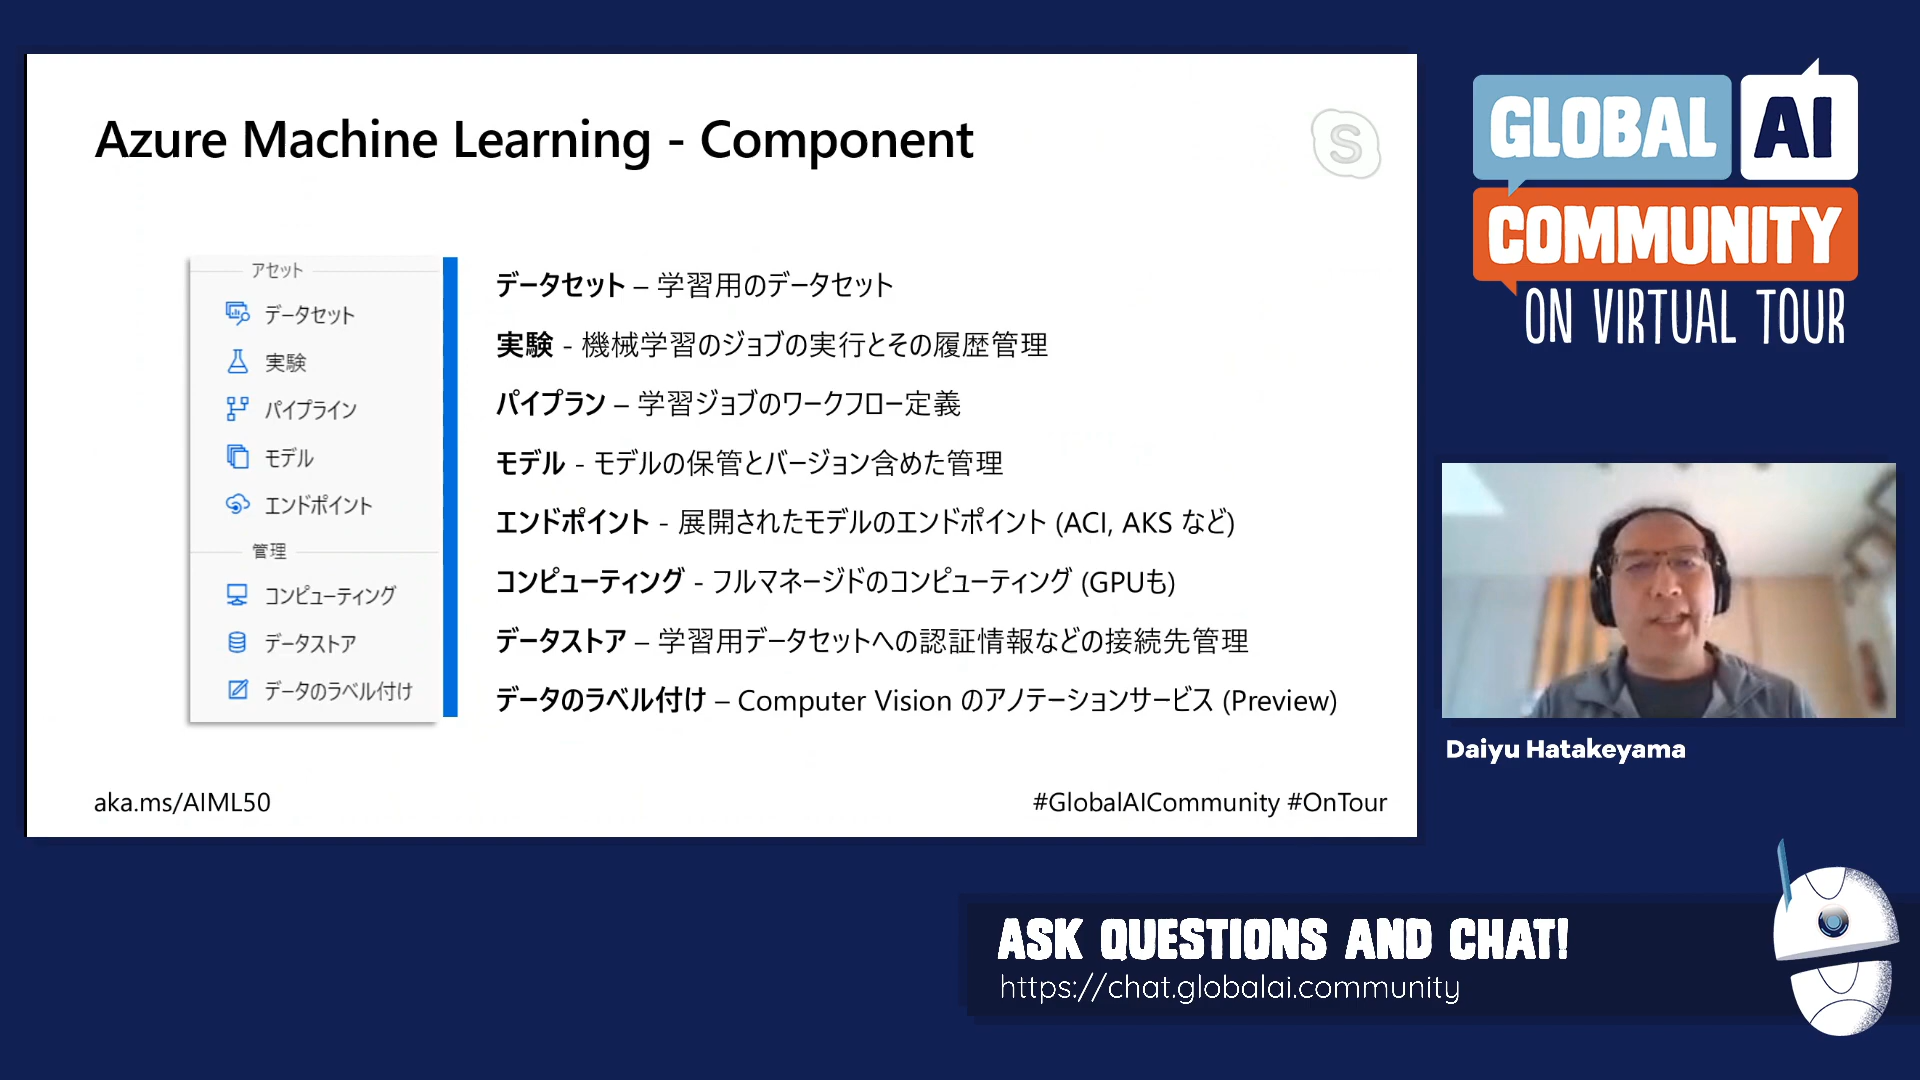 Azure Machine Learning - Component
アセット
データセット
実験
パイプライン
モデル
エンドポイント
管理
コンピューティング
データストア
データのラベル付け
データセット – 学習用のデータセット
実験 - 機械学習のジョブの実行とその履歴管理
パイプラン – 学習ジョブのワークフロー定義
モデル - モデルの保管とバージョン含めた管理
エンドポイント - 展開されたモデルのエンドポイント (ACI, AKS など)
コンピューティング - フルマネージドのコンピューティング (GPUも)
データストア – 学習用データセットへの認証情報などの接続先管理
データのラベル付け – Computer Vision のアノテーションサービス (Preview)
aka.ms/AIML50
#GlobalAICommunity #OnTour
GLOBAL AI
COMMUNITY
ON VIRTUAL TOUR
Daiyu Hatakeyama
ASK QUESTIONS AND CHAT!
https://chat.globalai.community